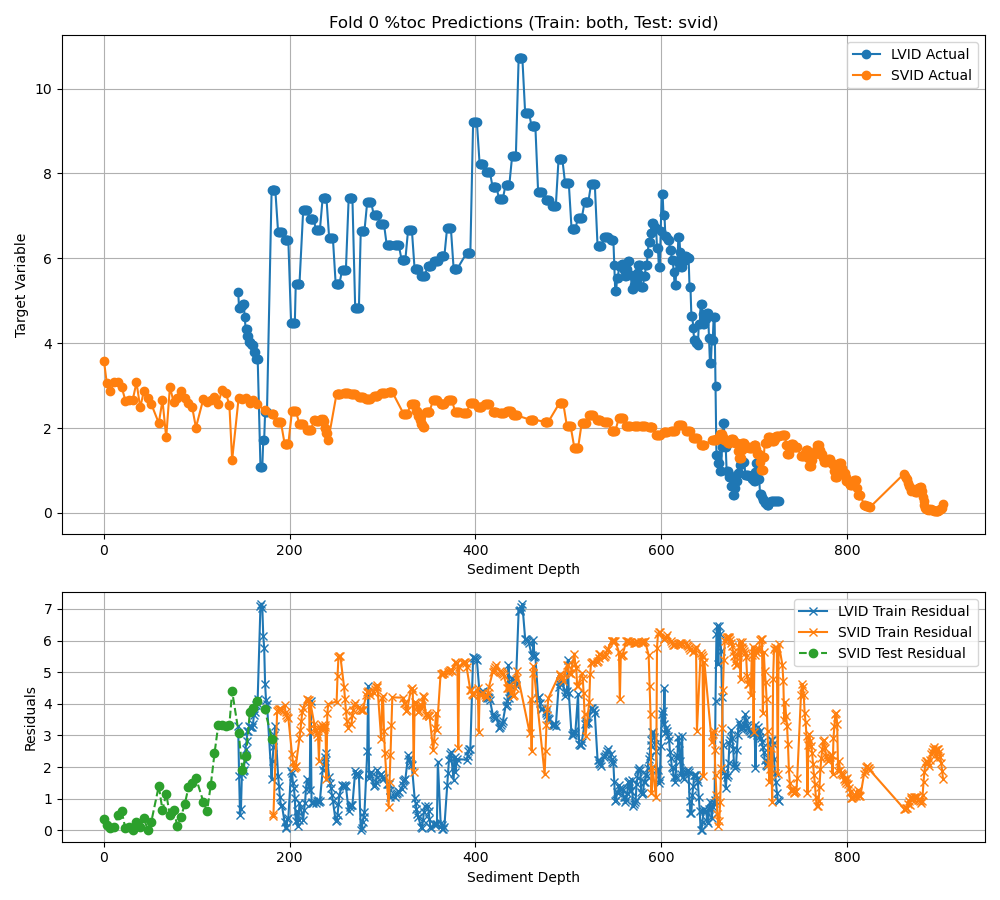 Fold 0 %toc Predictions (Train: both, Test: svid)
LVID Actual
SVID Actual
Target Variable
10
8
6
4
2
0
0 200 400 600 800
Sediment Depth
LVID Train Residual
SVID Train Residual
SVID Test Residual
Residuals
7
6
5
4
3
2
1
0
0 200 400 600 800
Sediment Depth